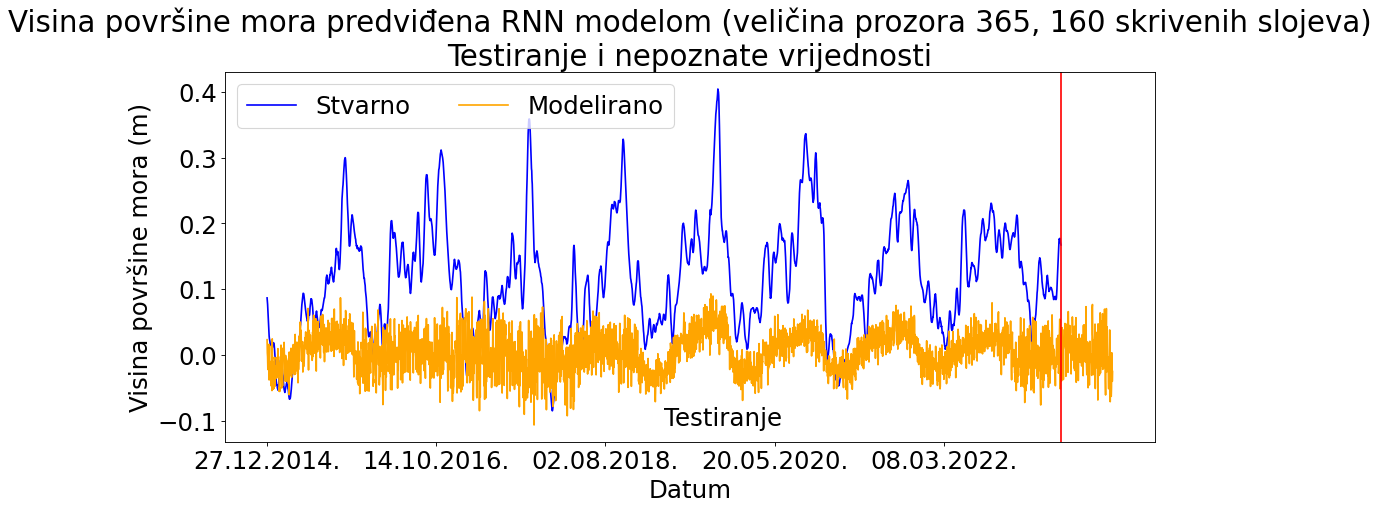 Visina površine mora predviđena RNN modelom (veličina prozora 365, 160 skrivenih slojeva)
Testiranje i nepoznate vrijednosti
Stvarno
Modelirano
Visina površine mora (m)
0.4
0.3
0.2
0.1
0.0
−0.1
Testiranje
27.12.2014.
14.10.2016.
02.08.2018.
20.05.2020.
08.03.2022.
Datum